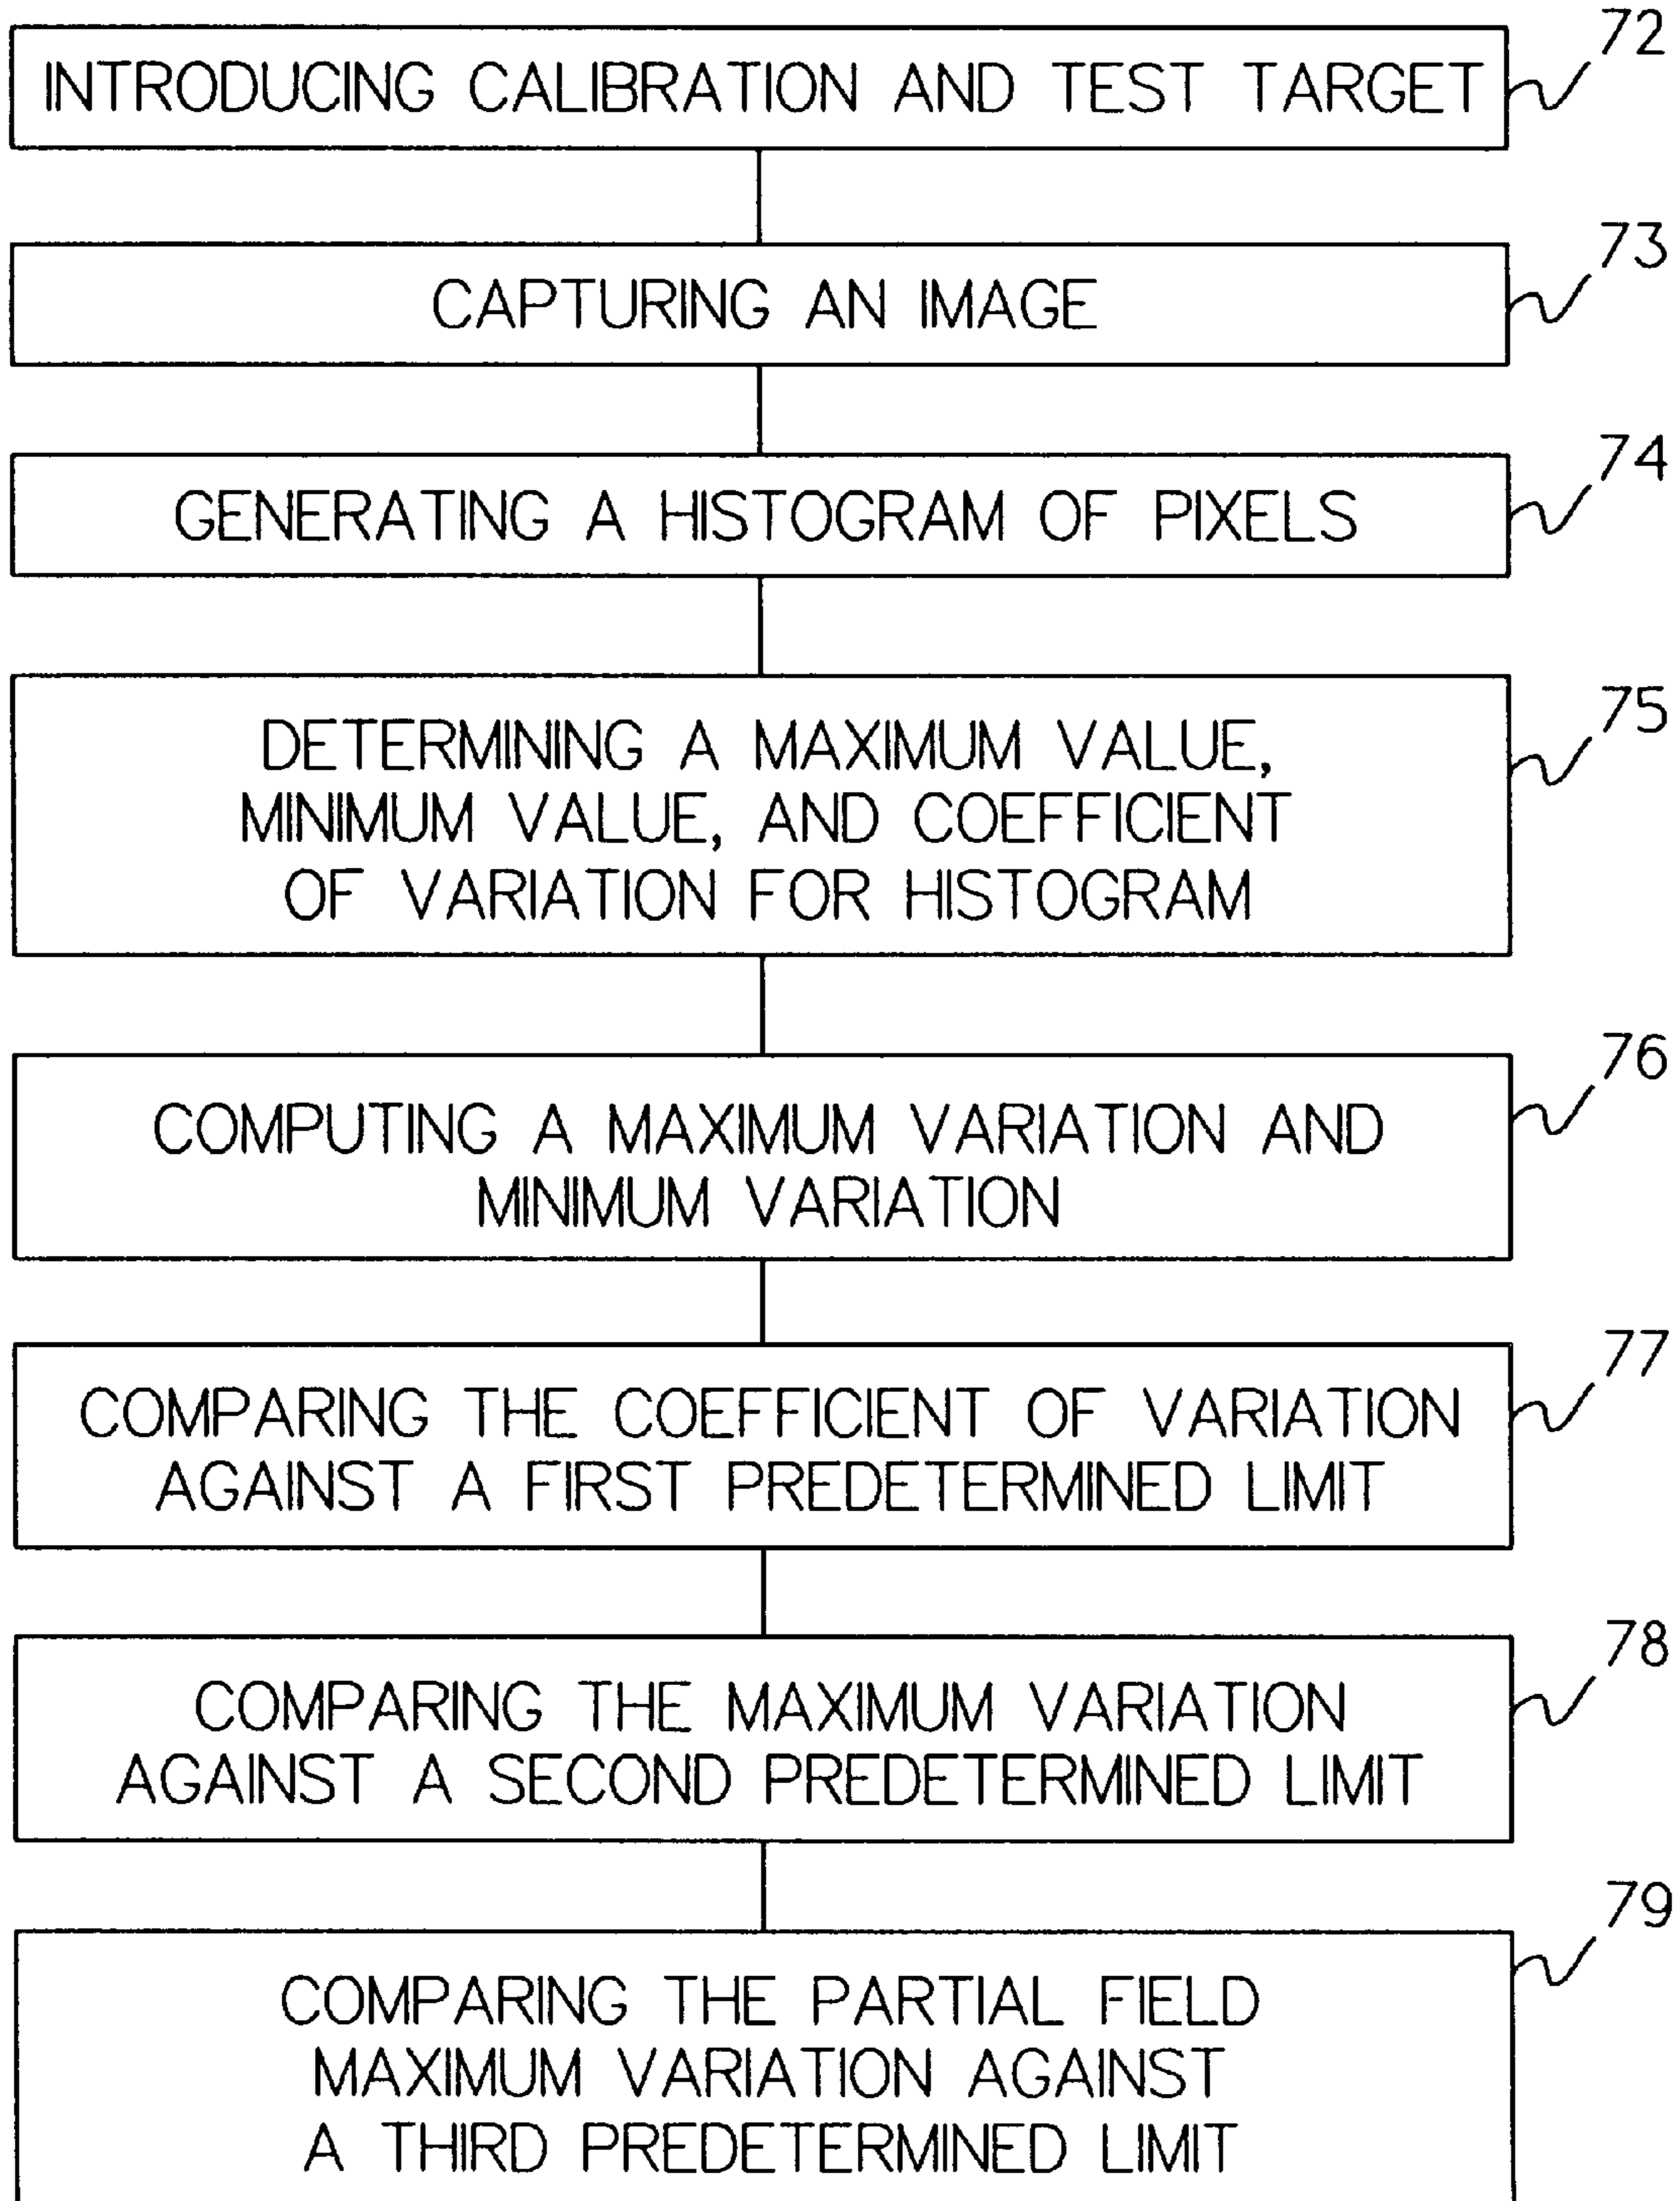 72
INTRODUCING CALIBRATION AND TEST TARGET
73
CAPTURING AN IMAGE
74
GENERATING A HISTOGRAM OF PIXELS
75
DETERMINING A MAXIMUM VALUE,
MINIMUM VALUE, AND COEFFICIENT
OF VARIATION FOR HISTOGRAM
76
COMPUTING A MAXIMUM VARIATION AND
MINIMUM VARIATION
77
COMPARING THE COEFFICIENT OF VARIATION
AGAINST A FIRST PREDETERMINED LIMIT
78
COMPARING THE MAXIMUM VARIATION
AGAINST A SECOND PREDETERMINED LIMIT
79
COMPARING THE PARTIAL FIELD
MAXIMUM VARIATION AGAINST
A THIRD PREDETERMINED LIMIT